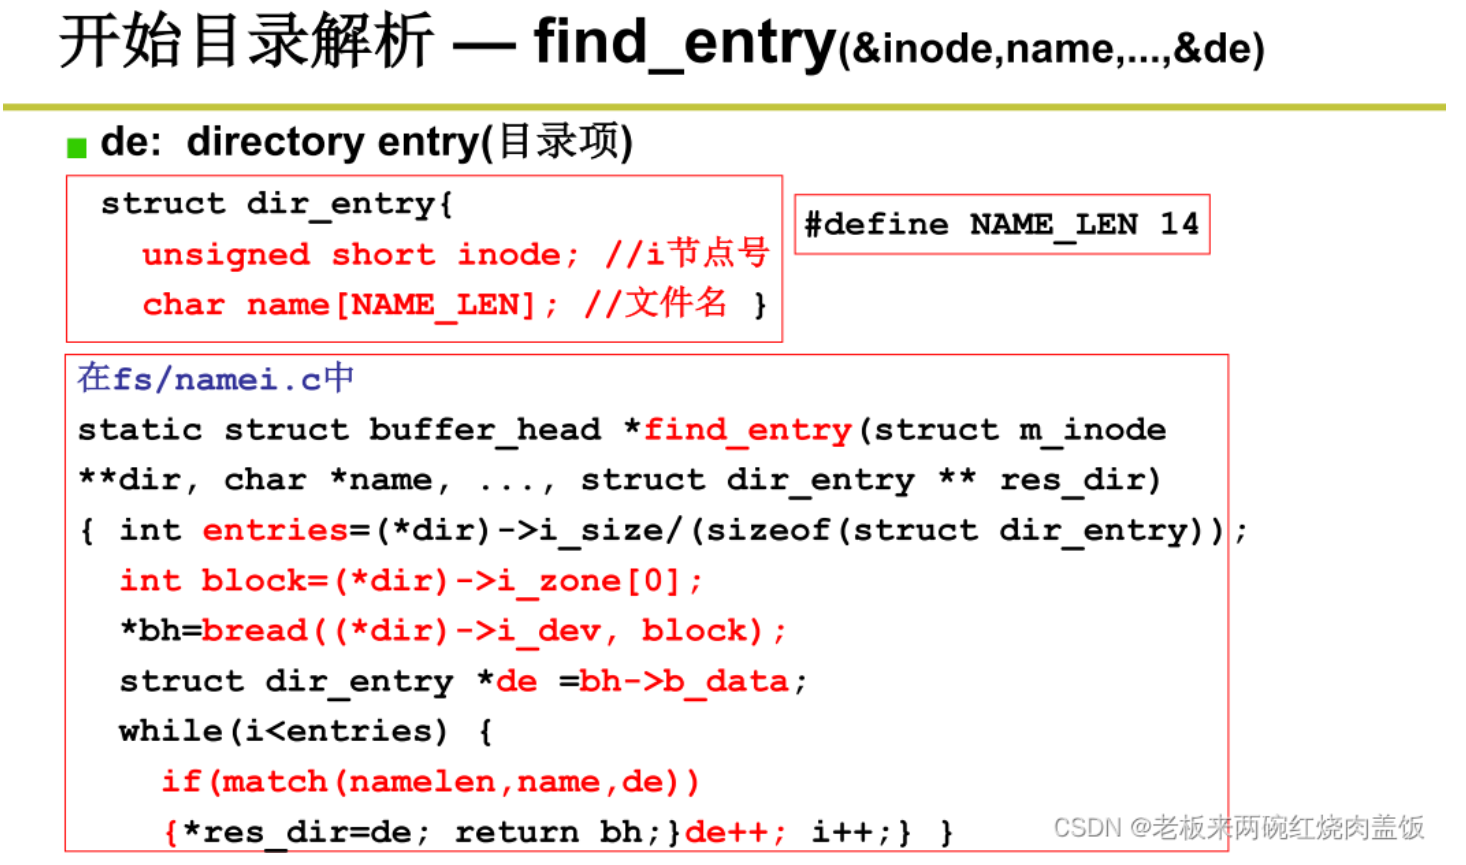 开始目录解析 — find_entry(&inode,name,...,&de)
de: directory entry(目录项)
struct dir_entry{
unsigned short inode; //i节点号
char name[NAME_LEN]; //文件名 }
#define NAME_LEN 14
在fs/namei.c中
static struct buffer_head *find_entry(struct m_inode
**dir, char *name, ..., struct dir_entry ** res_dir)
{ int entries=(*dir)->i_size/(sizeof(struct dir_entry));
int block=(*dir)->i_zone[0];
*bh=bread((*dir)->i_dev, block);
struct dir_entry *de =bh->b_data;
while(i<entries) {
if(match(namelen,name,de))
{*res_dir=de; return bh;}de++; i++;} }
CSDN @老板来两碗红烧肉盖饭